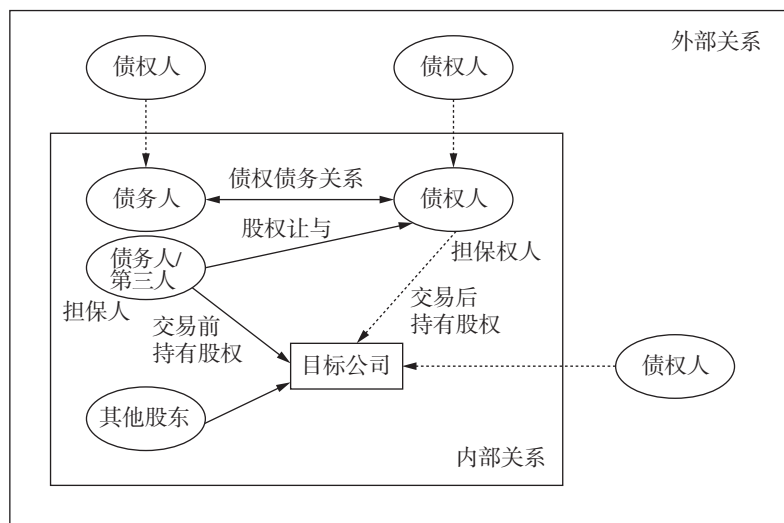 外部关系
债权人
债权人
债务人
债权债务关系
债权人
股权让与
债务人/
第三人
担保权人
担保人
交易前
持有股权
交易后
持有股权
目标公司
债权人
其他股东
内部关系